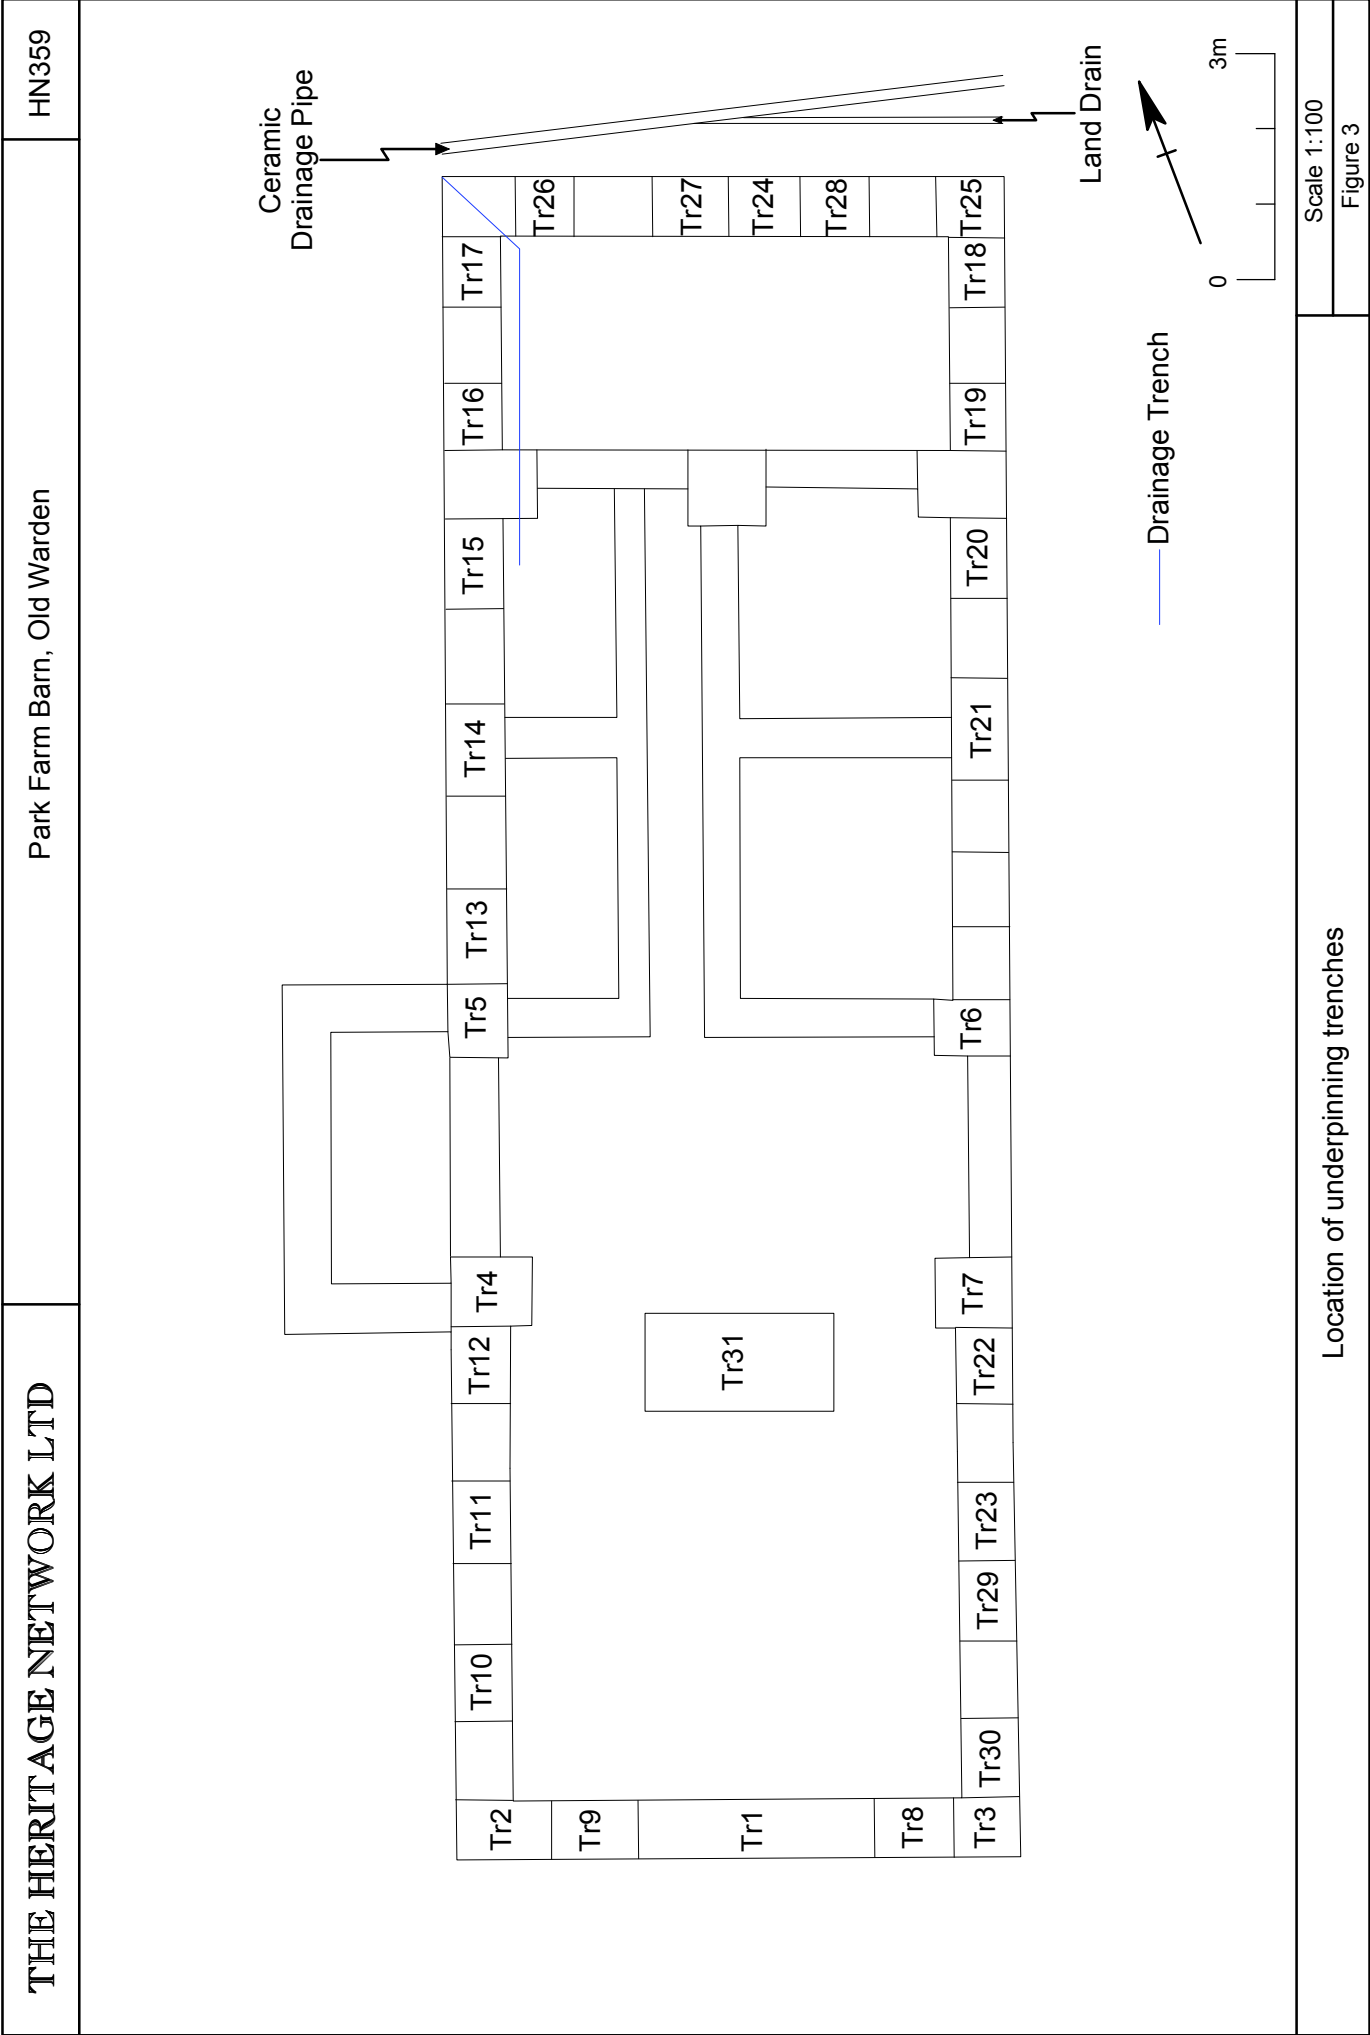 THE HERITAGE NETWORK LTD
Park Farm Barn, Old Warden
HN359
Ceramic
Drainage Pipe
Tr2
Tr10
Tr11
Tr12
Tr4
Tr5
Tr13
Tr14
Tr15
Tr16
Tr17
Tr26
Tr9
Tr27
Tr1
Tr31
Tr24
Tr28
Tr8
Tr3
Tr30
Tr29
Tr23
Tr22
Tr7
Tr6
Tr21
Tr20
Tr19
Tr18
Tr25
Land Drain
Drainage Trench
0
3m
Location of underpinning trenches
Scale 1:100
Figure 3